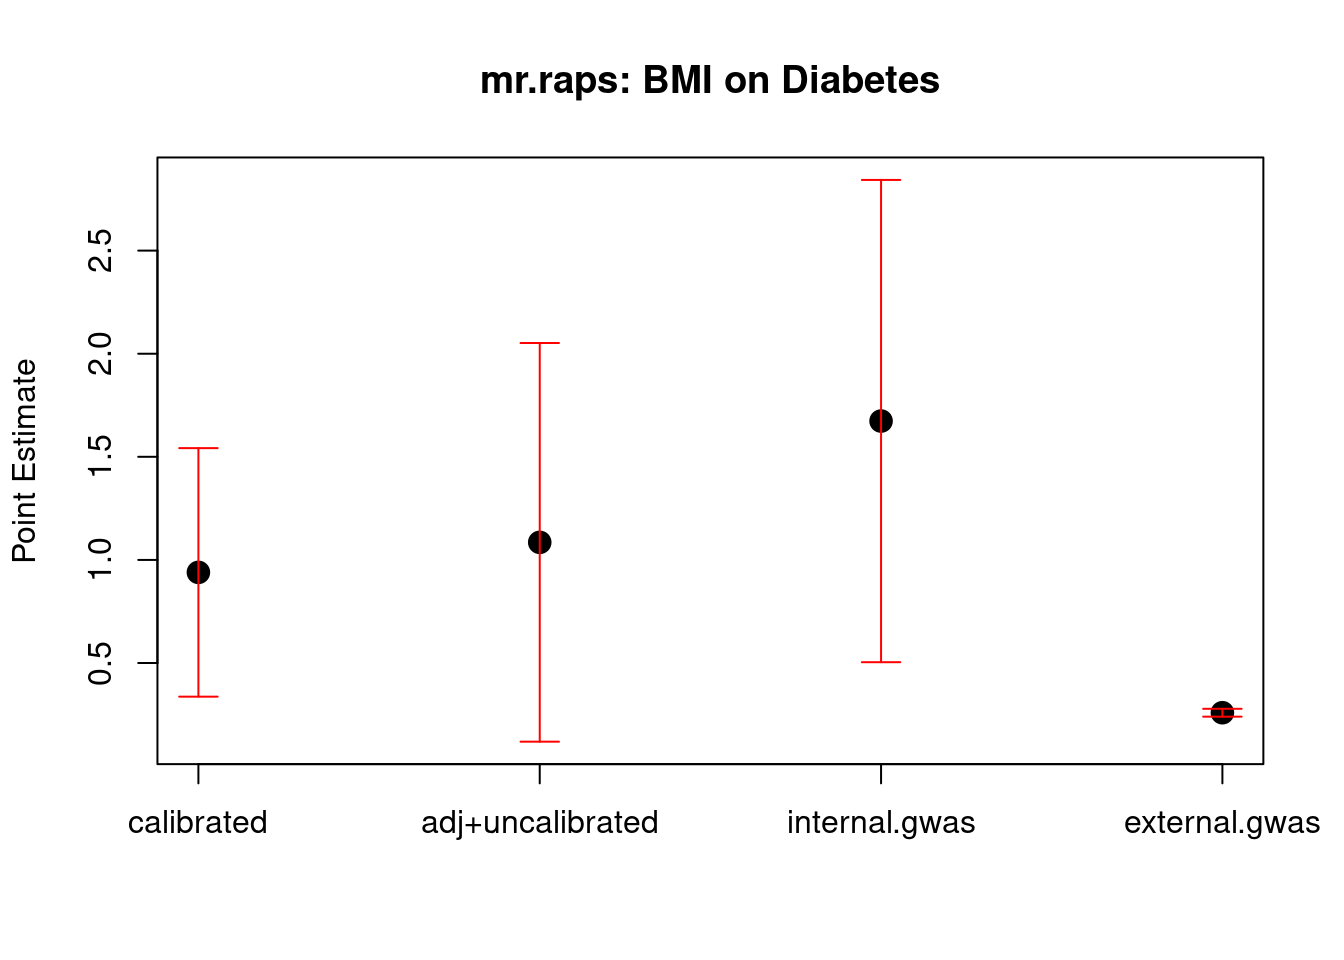 mr.raps: BMI on Diabetes
Point Estimate
2.5
2.0
1.5
1.0
0.5
calibrated
adj+uncalibrated
internal.gwas
external.gwas